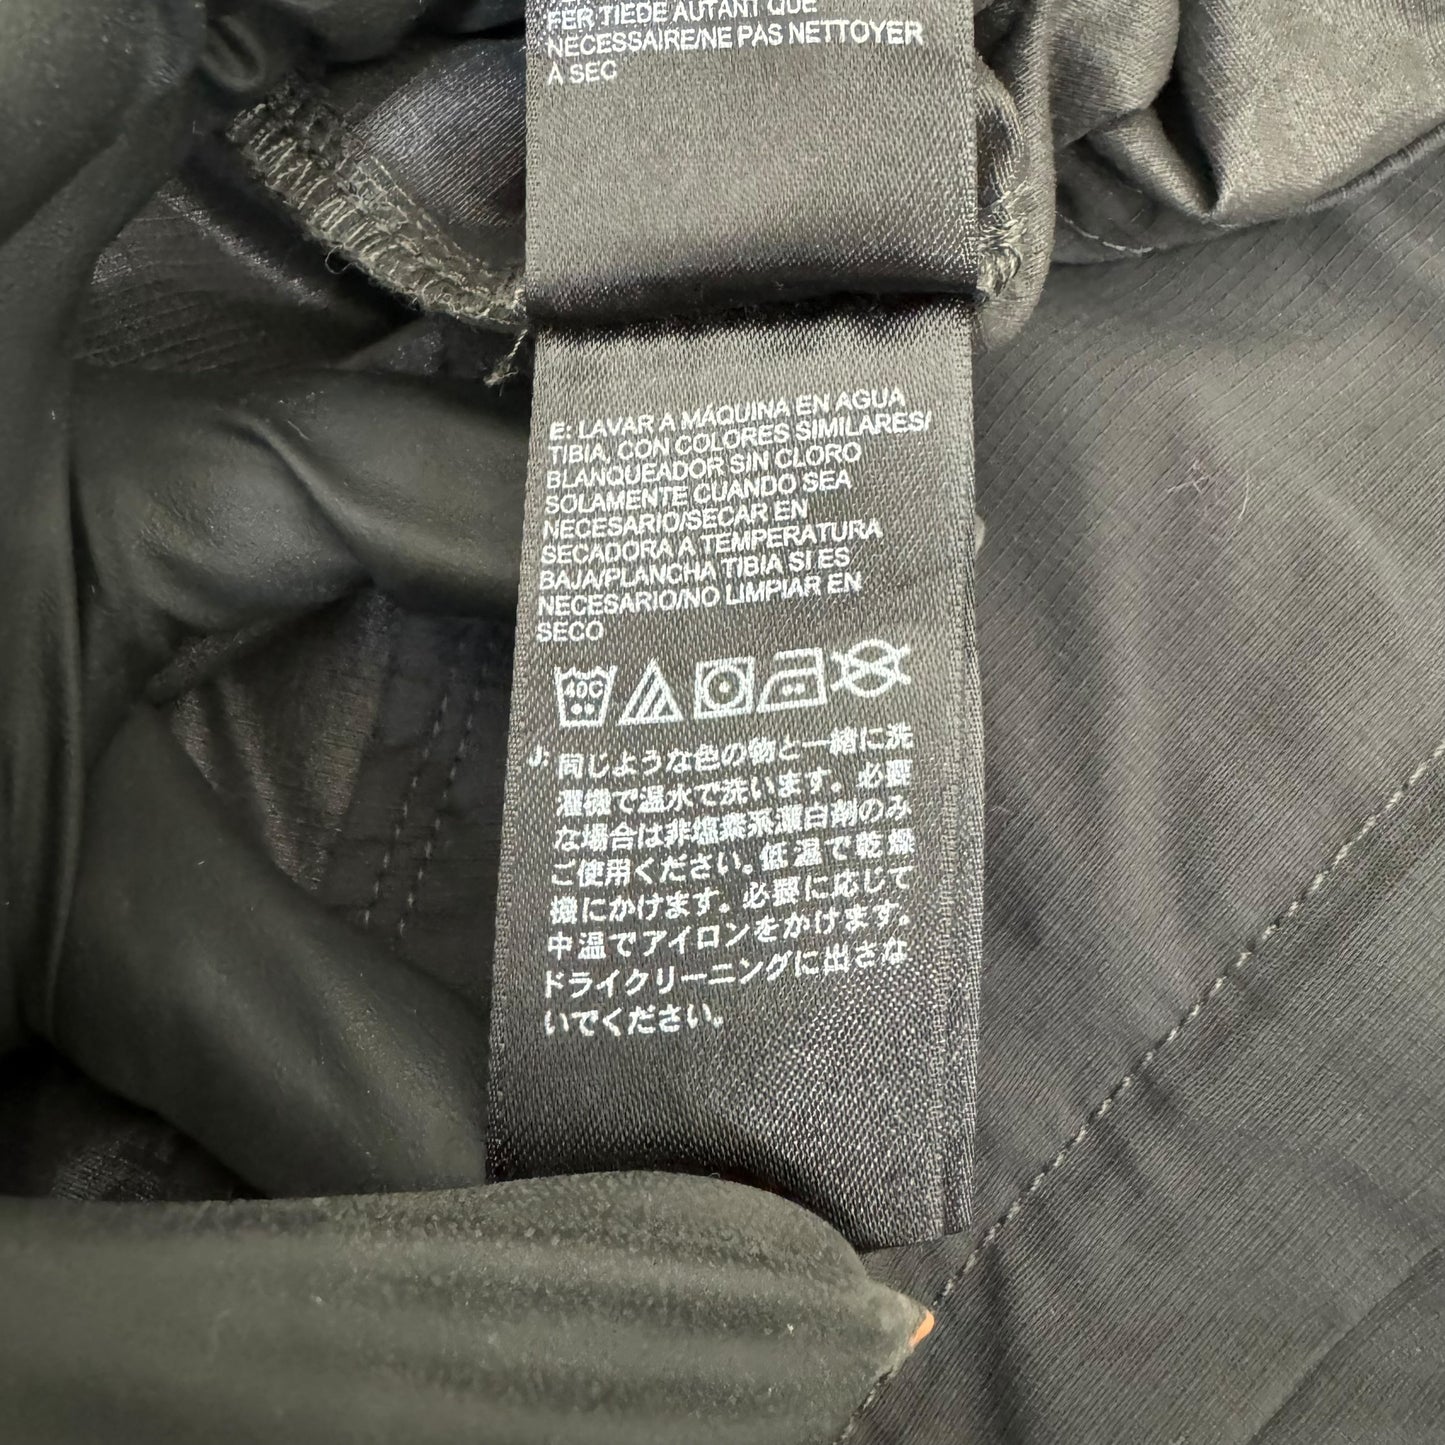 FER TIEDE AUTANT QUE
NECESSAIRE/NE PAS NETTOYER
A SEC
E: LAVAR A MÁQUINA EN AGUA
TIBIA, CON COLORES SIMILARES/
BLANQUEADOR SIN CLORO
SOLAMENTE CUANDO SEA
NECESARIO/SECAR EN
SECADORA A TEMPERATURA
BAJA/PLANCHA TIBIA SI ES
NECESARIO/NO LIMPIAR EN
SECO
40C
J: 同じような色の物と一緒に洗
濯機で温水で洗います。必要
な場合は非塩素系漂白剤のみ
ご使用ください。低温で乾燥
機にかけます。必要に応じて
中温でアイロンをかけます。
ドライクリーニングに出さな
いでください。